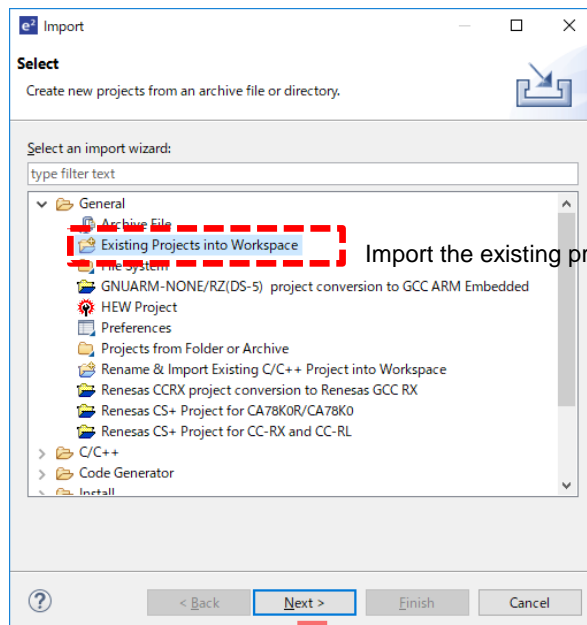 e² Import
Select
Create new projects from an archive file or directory.
Select an import wizard:
type filter text
General
Archive File
Existing Projects into Workspace
Import the existing pr
File System
GNUARM-NONE/RZ(DS-5) project conversion to GCC ARM Embedded
HEW Project
Preferences
Projects from Folder or Archive
Rename & Import Existing C/C++ Project into Workspace
Renesas CCRX project conversion to Renesas GCC RX
Renesas CS+ Project for CA78K0R/CA78K0
Renesas CS+ Project for CC-RX and CC-RL
C/C++
Code Generator
Install
? < Back Next > Finish Cancel